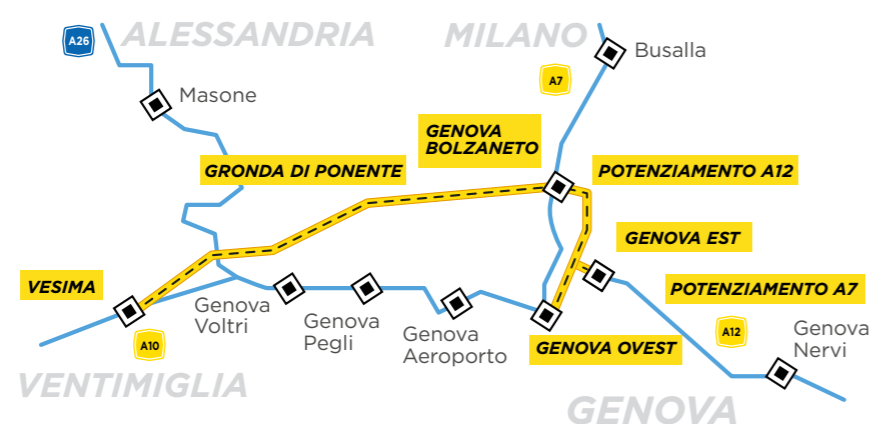 A26
ALESSANDRIA
MILANO
Busalla
A7
Masone
GENOVA
BOLZANETO
GRONDA DI PONENTE
POTENZIAMENTO A12
GENOVA EST
VESIMA
POTENZIAMENTO A7
Genova
Voltri
Genova
Pegli
Genova
Aeroporto
A10
GENOVA OVEST
A12
Genova
Nervi
VENTIMIGLIA
GENOVA